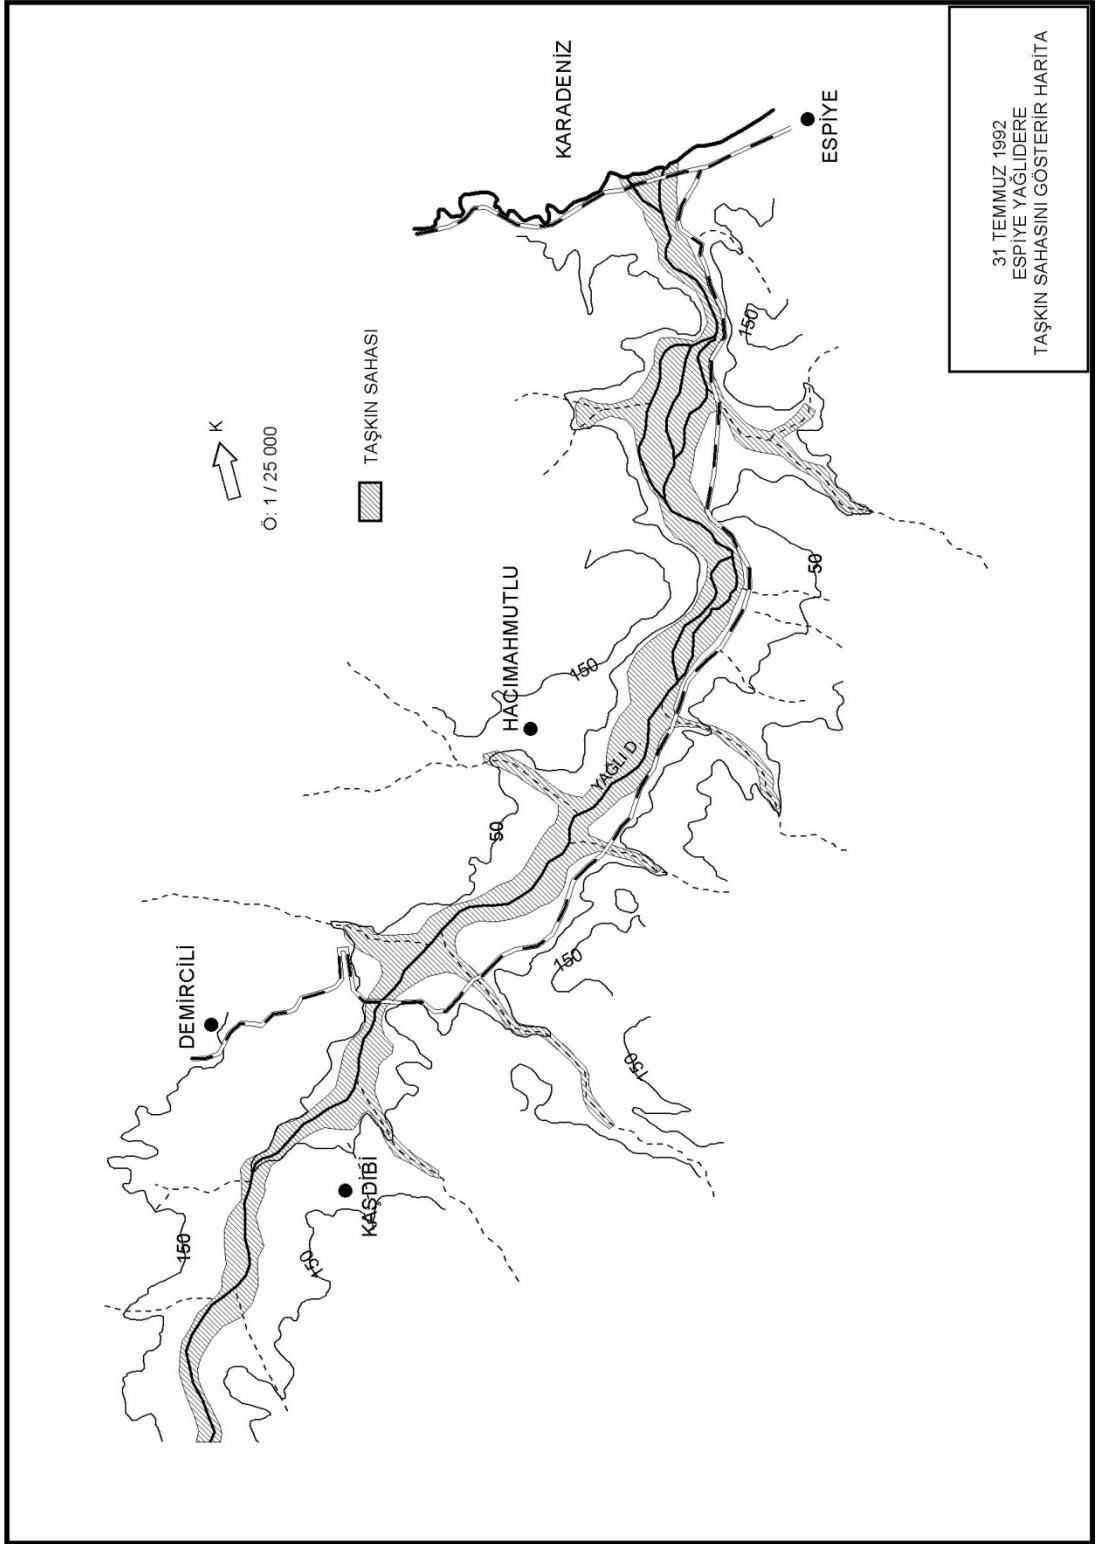 31 TEMMUZ 1992
ESPİYE YAĞLIDERE
TAŞKIN SAHASINI GÖSTERİR HARİTA
KARADENİZ
ESPİYE
K
Ö: 1 / 25 000
TAŞKIN SAHASI
HACIMAHMUTLU
YAĞLI D.
DEMİRCİLİ
KAŞDİBİ
150
50
150
50
150
150
150
150